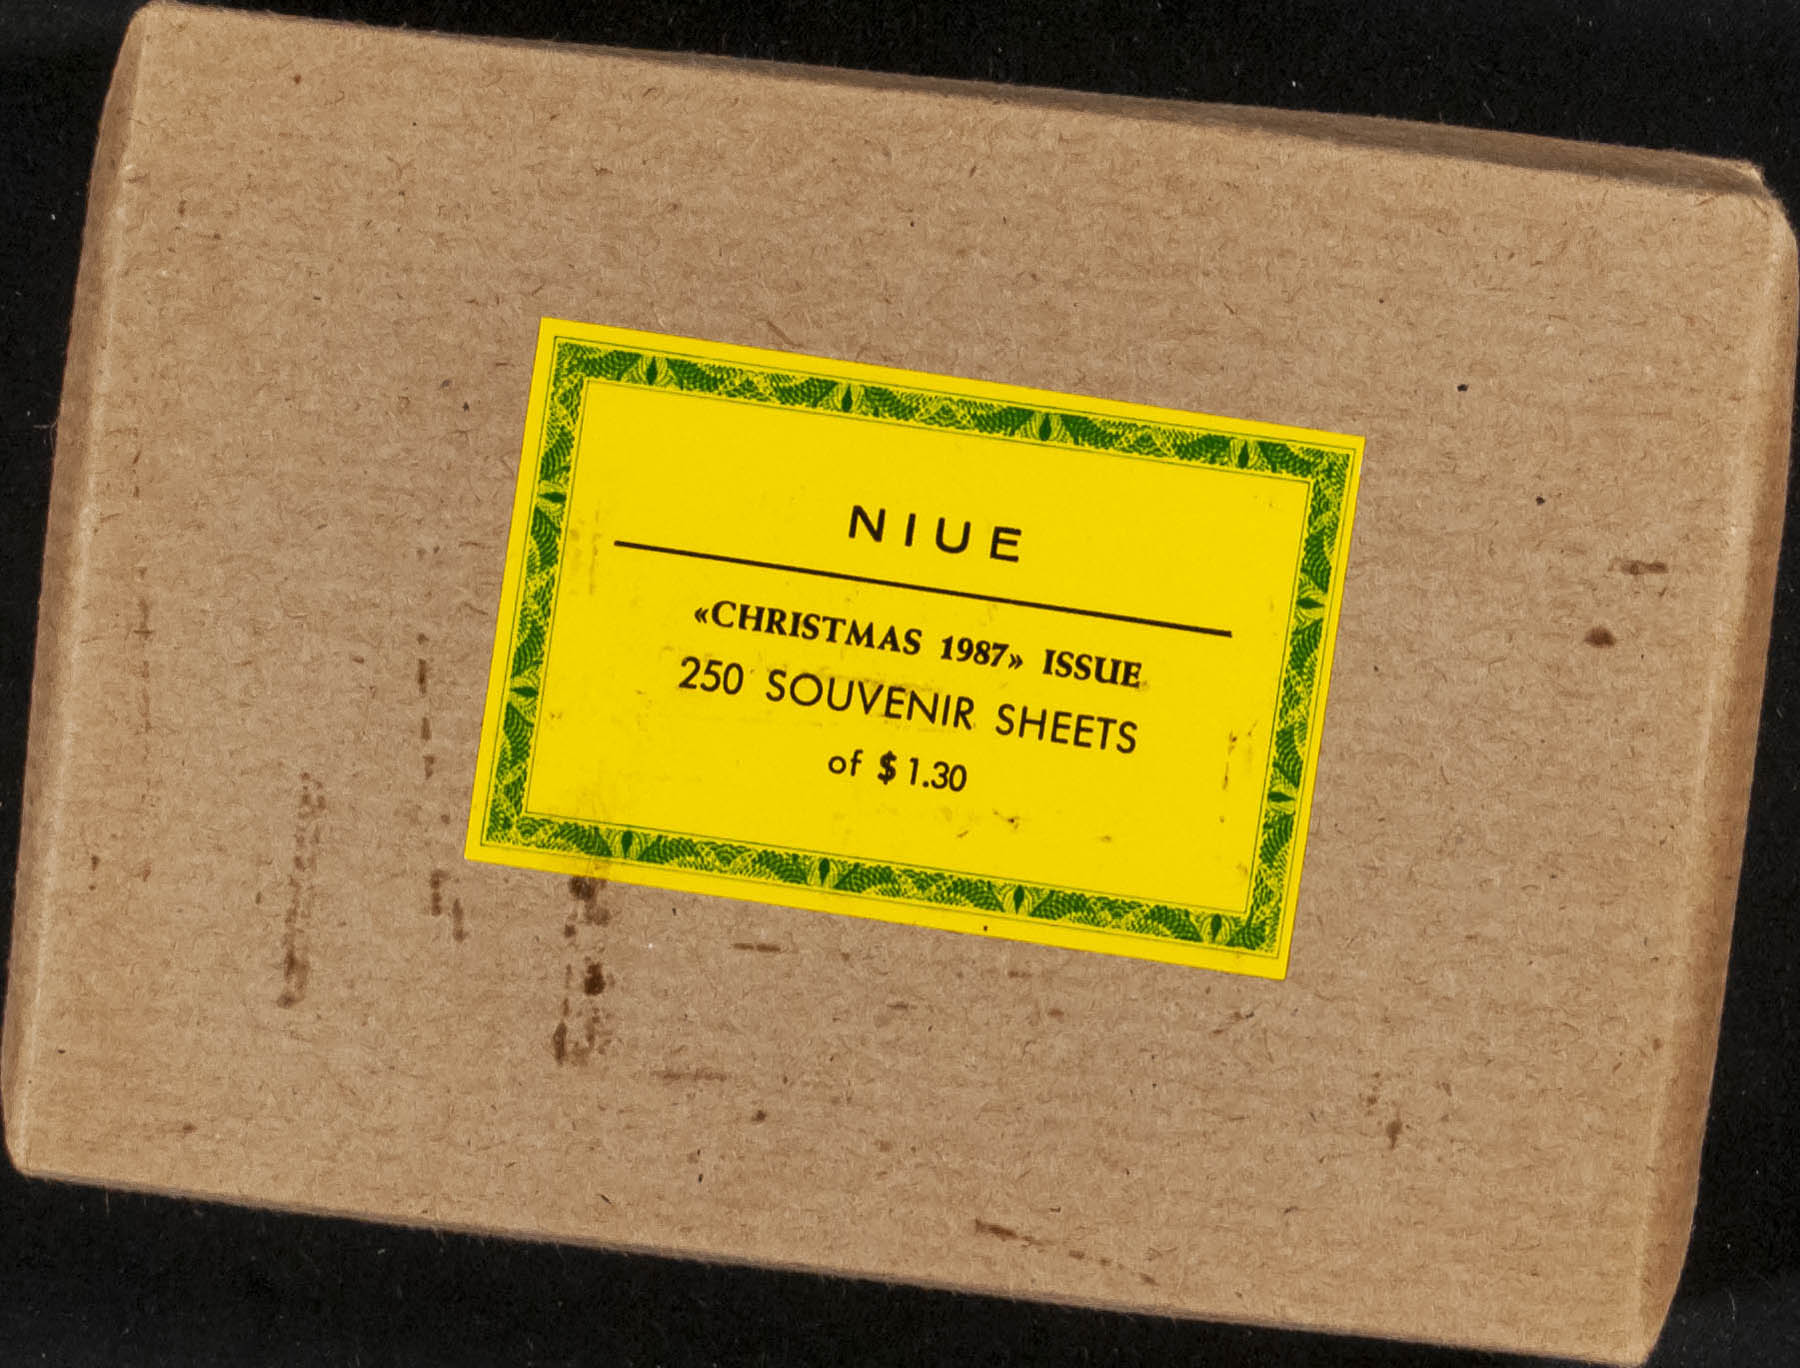 NIUE
«CHRISTMAS 1987» ISSUE
250 SOUVENIR SHEETS
of $ 1.30